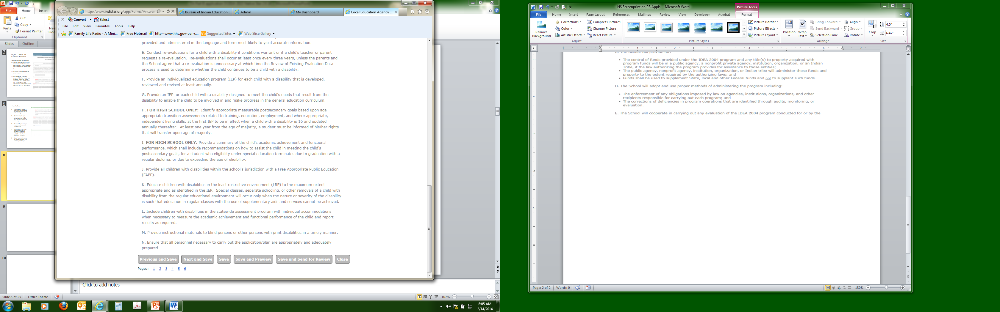 File
Home
Insert
Paste
Cut
Copy
Format Painter
New
Slide
Clipboard
Slides
Outline
6
7
8
9
10
Click to add notes
Slide 8 of 25
"Office Theme"
107%
8:05 AM
2/14/2014
http://www.indistar.org/app/Forms/Answer
Bureau of Indian Education |...
Admin
My Dashboard
Local Education Agency ...
Convert
Select
File Edit View Favorites Tools Help
Family Life Radio - A Mini...
Free Hotmail
http--www.hhs.gov-ocr-c...
Suggested Sites
Web Slice Gallery
provided and administered in the language and form most likely to yield accurate information.
E. Conduct re-evaluations for a child with a disability if conditions warrant or if a child's teacher or parent
requests a re-evaluation. Re-evaluations shall occur at least once every three years, unless the parents and
the School agree that a re-evaluation is unnecessary at which time the Review of Existing Evaluation Data
process is used to determine whether the child continues to be a child with a disability.
F. Provide an individualized education program (IEP) for each child with a disability that is developed,
reviewed and revised at least annually.
G. Provide an IEP for each child with a disability designed to meet the child's needs that result from the
disability to enable the child to be involved in and make progress in the general education curriculum.
H. FOR HIGH SCHOOL ONLY: Identify appropriate measurable postsecondary goals based upon age
appropriate transition assessments related to training, education, employment, and where appropriate,
independent living skills, at the first IEP to be in effect when a child with a disability is 16 and updated
annually thereafter. At least one year from the age of majority, a student must be informed of his/her rights
that will transfer upon age of majority.
I. FOR HIGH SCHOOL ONLY: Provide a summary of the child's academic achievement and functional
performance, which shall include recommendations on how to assist the child in meeting the child's
postsecondary goals, for a student who eligibility under special education terminates due to graduation with a
regular diploma, or due to exceeding the age of eligibility.
J. Provide all children with disabilities within the school's jurisdiction with a Free Appropriate Public Education
(FAPE).
K. Educate children with disabilities in the least restrictive environment (LRE) to the maximum extent
appropriate and as identified in the IEP. Special classes, separate schooling, or other removals of a child with
disability from the regular educational environment will occur only when the nature or severity of the disability
is such that education in regular classes with the use of supplementary aids and services cannot be achieved.
L. Include children with disabilities in the statewide assessment program with individual accommodations
when necessary to measure the academic achievement and functional performance of the child and report
results as required.
M. Provide instructional materials to blind persons or other persons with print disabilities in a timely manner.
N. Ensure that all personnel necessary to carry out the application/plan are appropriately and adequately
prepared.
Previous and Save
Next and Save
Save
Save and Preview
Save and Send for Review
Close
Pages: 1 2 3 4 5 6
NS Screenprint on PB Appls - Microsoft Word
Picture Tools
File Home Insert Page Layout References Mailings Review View Developer Acrobat Format
Remove
Background
Corrections
Color
Artistic Effects
Compress Pictures
Change Picture
Reset Picture
Adjust
Picture Styles
Picture Border
Picture Effects
Picture Layout
Position
Wrap
Text
Bring Forward
Send Backward
Selection Pane
Align
Group
Rotate
Arrange
Crop
4.5"
6.42"
Size
C. The School will provide for:
• The control of funds provided under the IDEA 2004 program and any title(s) to property acquired with
program funds will be in a public agency, a nonprofit private agency, institution, organization, or an Indian
Tribe, if the law authorizing the program provides for assistance to those entities;
• The public agency, nonprofit agency, institution, organization, or Indian tribe will administer those funds and
property to the extent required by the authorizing laws; and
• Funds shall be used to supplement State, local and other Federal funds and not to supplant such funds.
D. The School will adopt and use proper methods of administering the program including:
• The enforcement of any obligations imposed by law on agencies, institutions, organizations, and other
recipients responsible for carrying out each program; and
• The corrections of deficiencies in program operations that are identified through audits, monitoring, or
evaluation.
E. The School will cooperate in carrying out any evaluation of the IDEA 2004 program conducted for or by the
Page: 2 of 2
Words: 0
130%